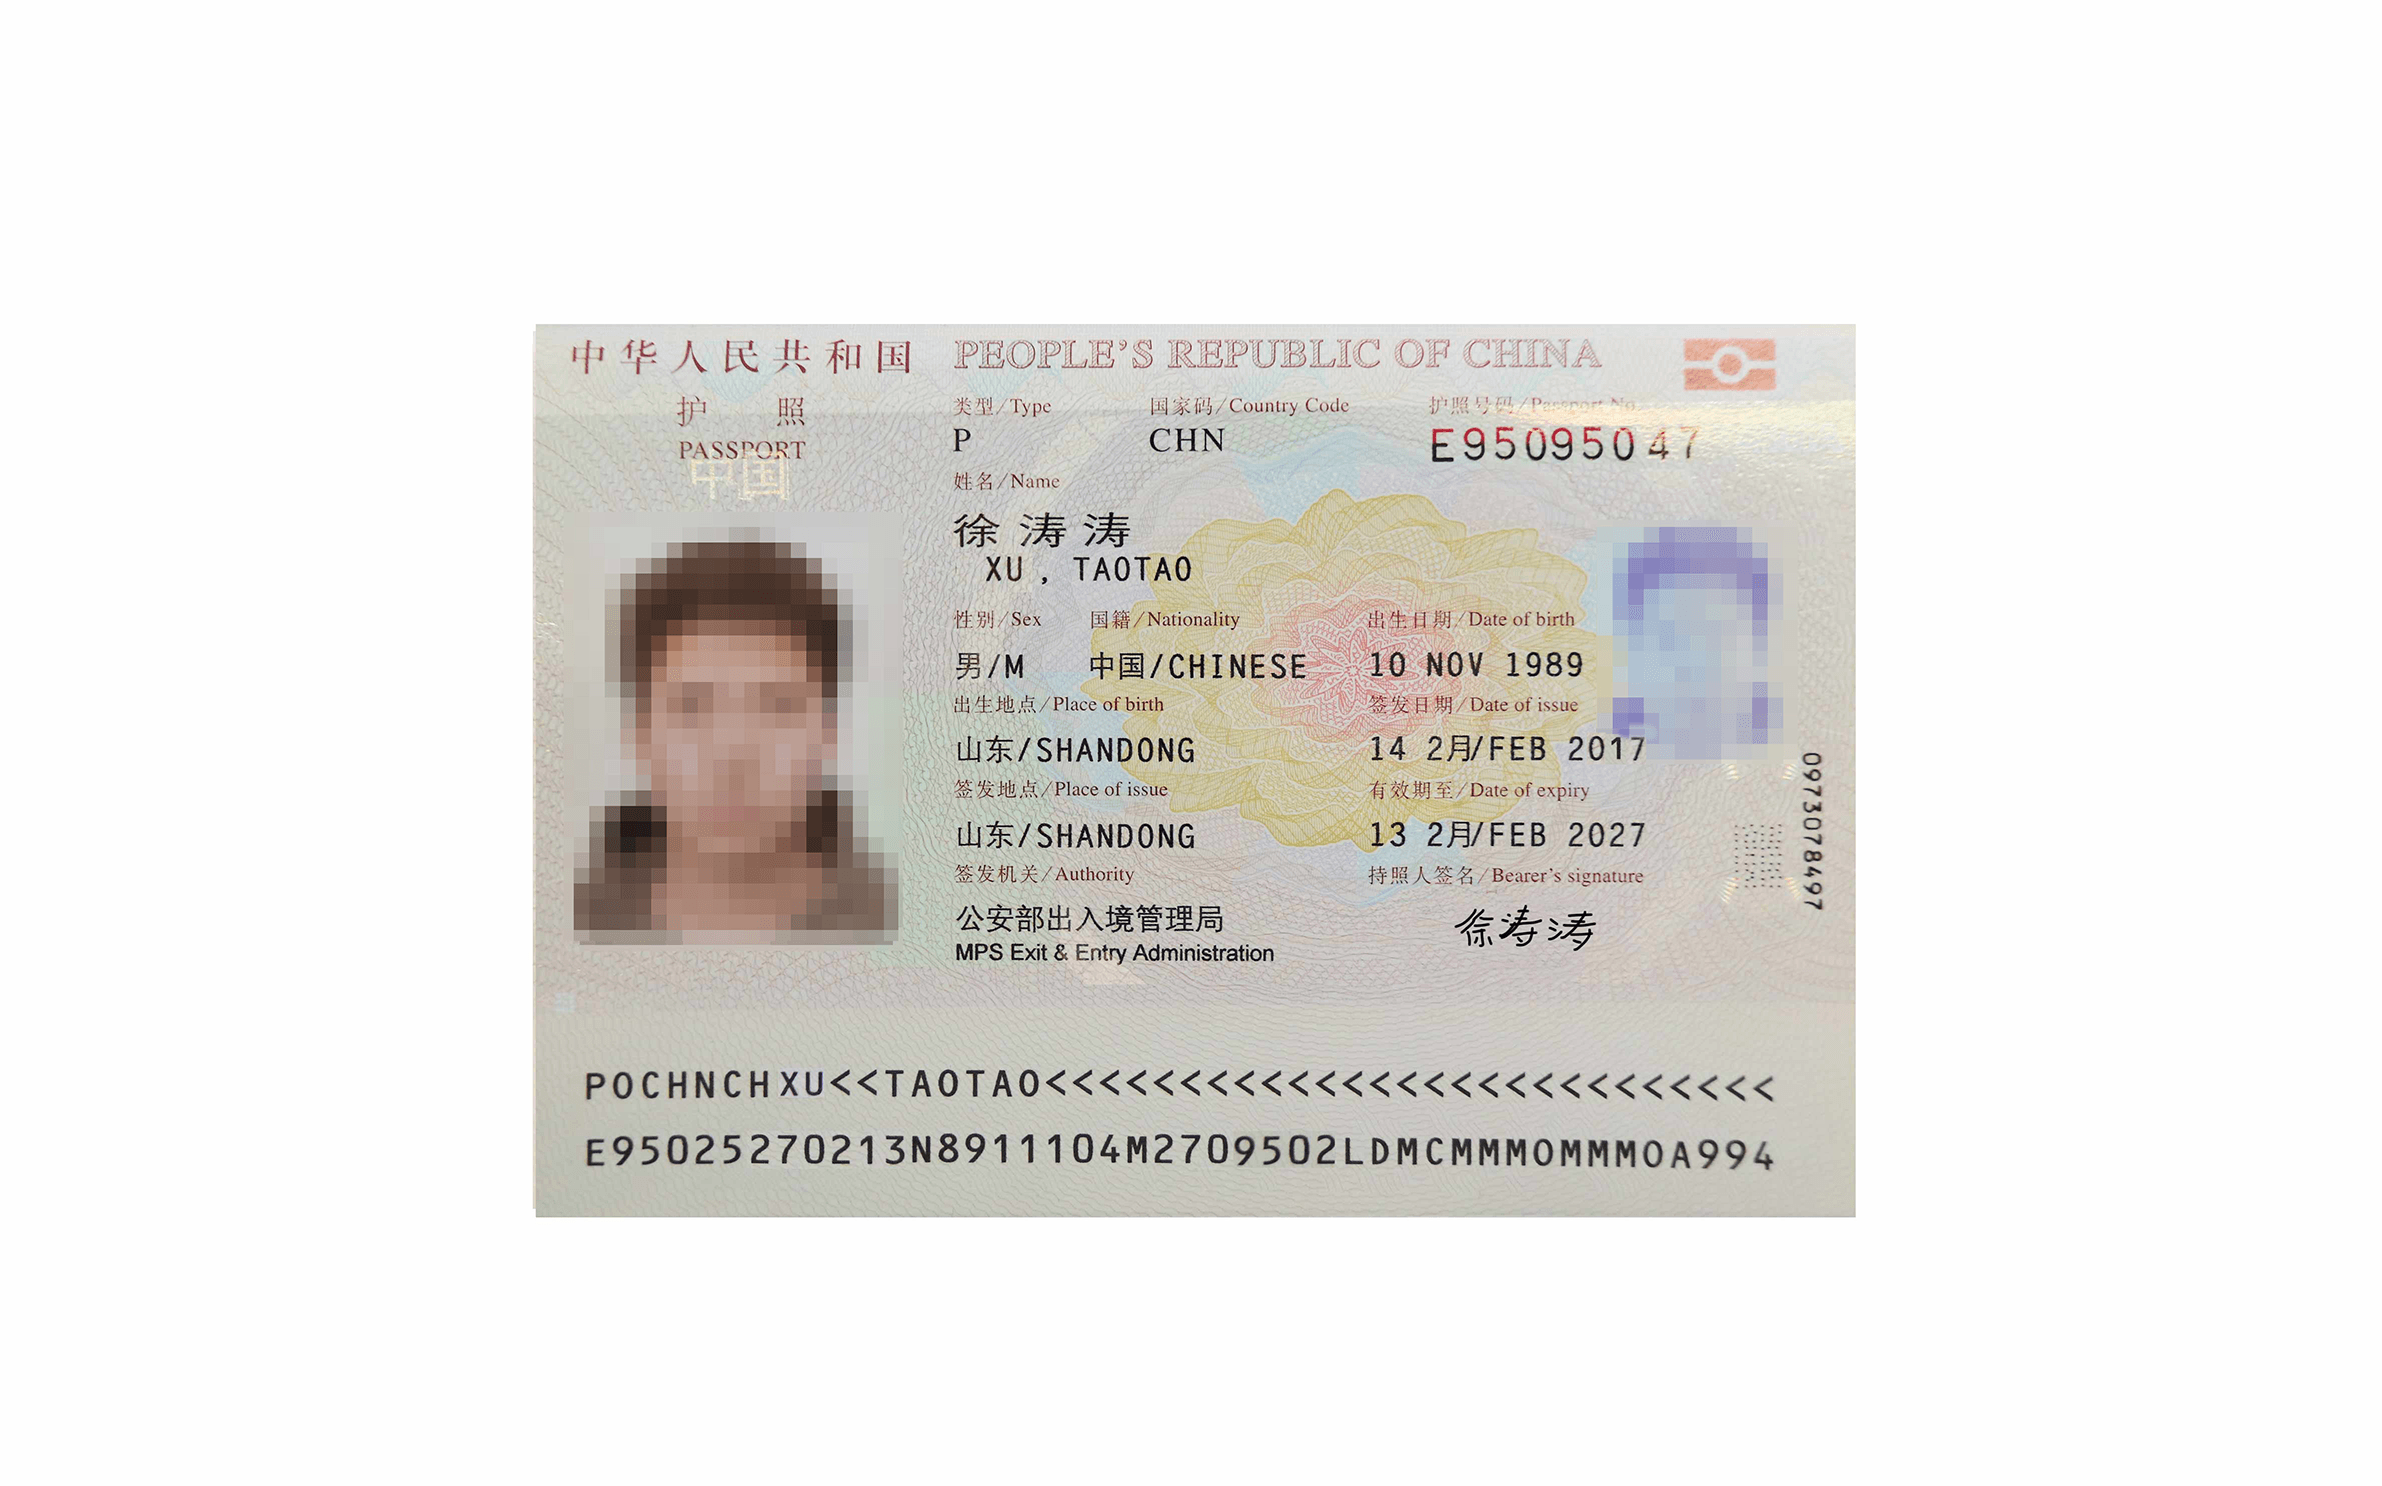 中华人民共和国 PEOPLE'S REPUBLIC OF CHINA
护 照
PASSPORT
中国
类型/Type 国家码/Country Code 护照号码/Passport No.
P CHN E95095047
姓名/Name
徐涛涛
XU , TAOTAO
性别/Sex 国籍/Nationality 出生日期/Date of birth
男/M 中国/CHINESE 10 NOV 1989
出生地点/Place of birth 签发日期/Date of issue
山东/SHANDONG 14 2月/FEB 2017
签发地点/Place of issue 有效期至/Date of expiry
山东/SHANDONG 13 2月/FEB 2027
签发机关/Authority 持照人签名/Bearer's signature
公安部出入境管理局 徐涛涛
MPS Exit & Entry Administration
0973078497
POCHNCHXU<<TAOTAO<<<<<<<<<<<<<<<<<<<<<<<<<<<
E95025270213N8911104M2709502LDMCMMMOMMMOA994